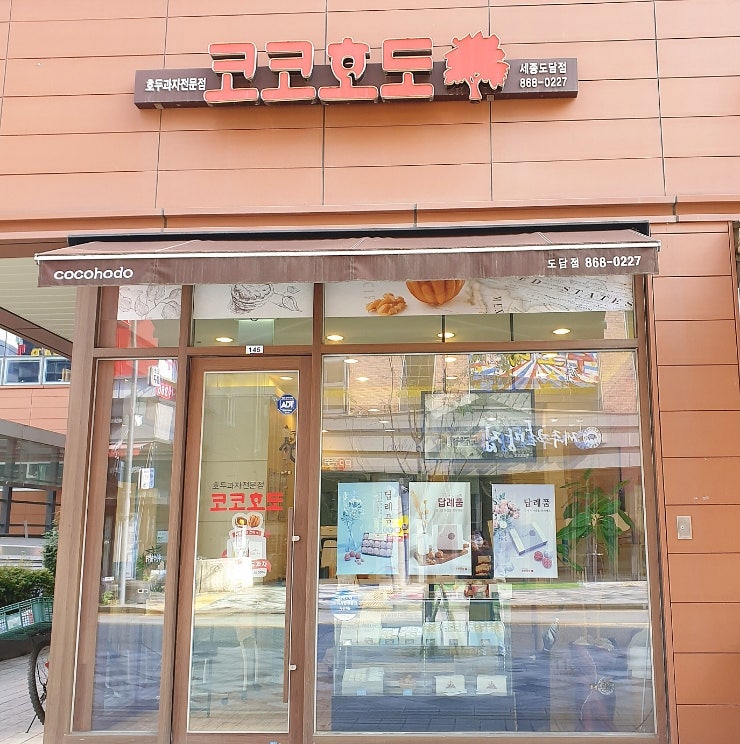 호두과자전문점
코코호도
세종도담점
868-0227
cocohodo
도담점 868-0227
145
ADT
호두과자전문점
코코호도
답례품
답례품
답례품